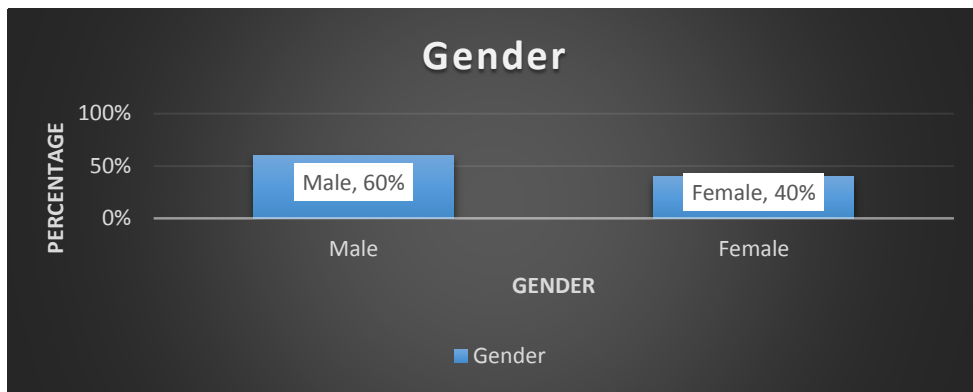 Gender
PERCENTAGE
100%
50%
0%
Male, 60%
Female, 40%
Male
Female
GENDER
Gender